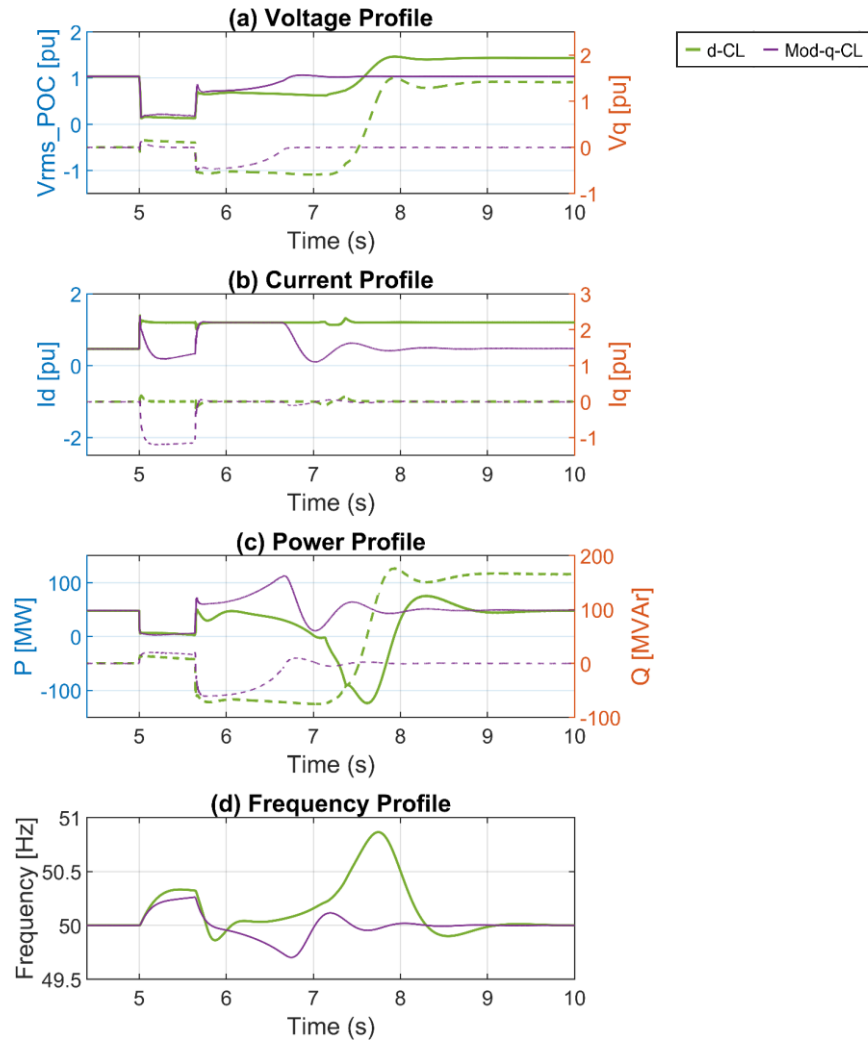 (a) Voltage Profile
d-CL Mod-q-CL
Vrms_POC [pu]
2
1
0
-1
Vq [pu]
2
1
0
-1
5 6 7 8 9 10
Time (s)
(b) Current Profile
Id [pu]
2
0
-2
Iq [pu]
3
2
1
0
-1
5 6 7 8 9 10
Time (s)
(c) Power Profile
P [MW]
100
0
-100
Q [MVAr]
200
100
0
-100
5 6 7 8 9 10
Time (s)
(d) Frequency Profile
Frequency [Hz]
51
50.5
50
49.5
5 6 7 8 9 10
Time (s)